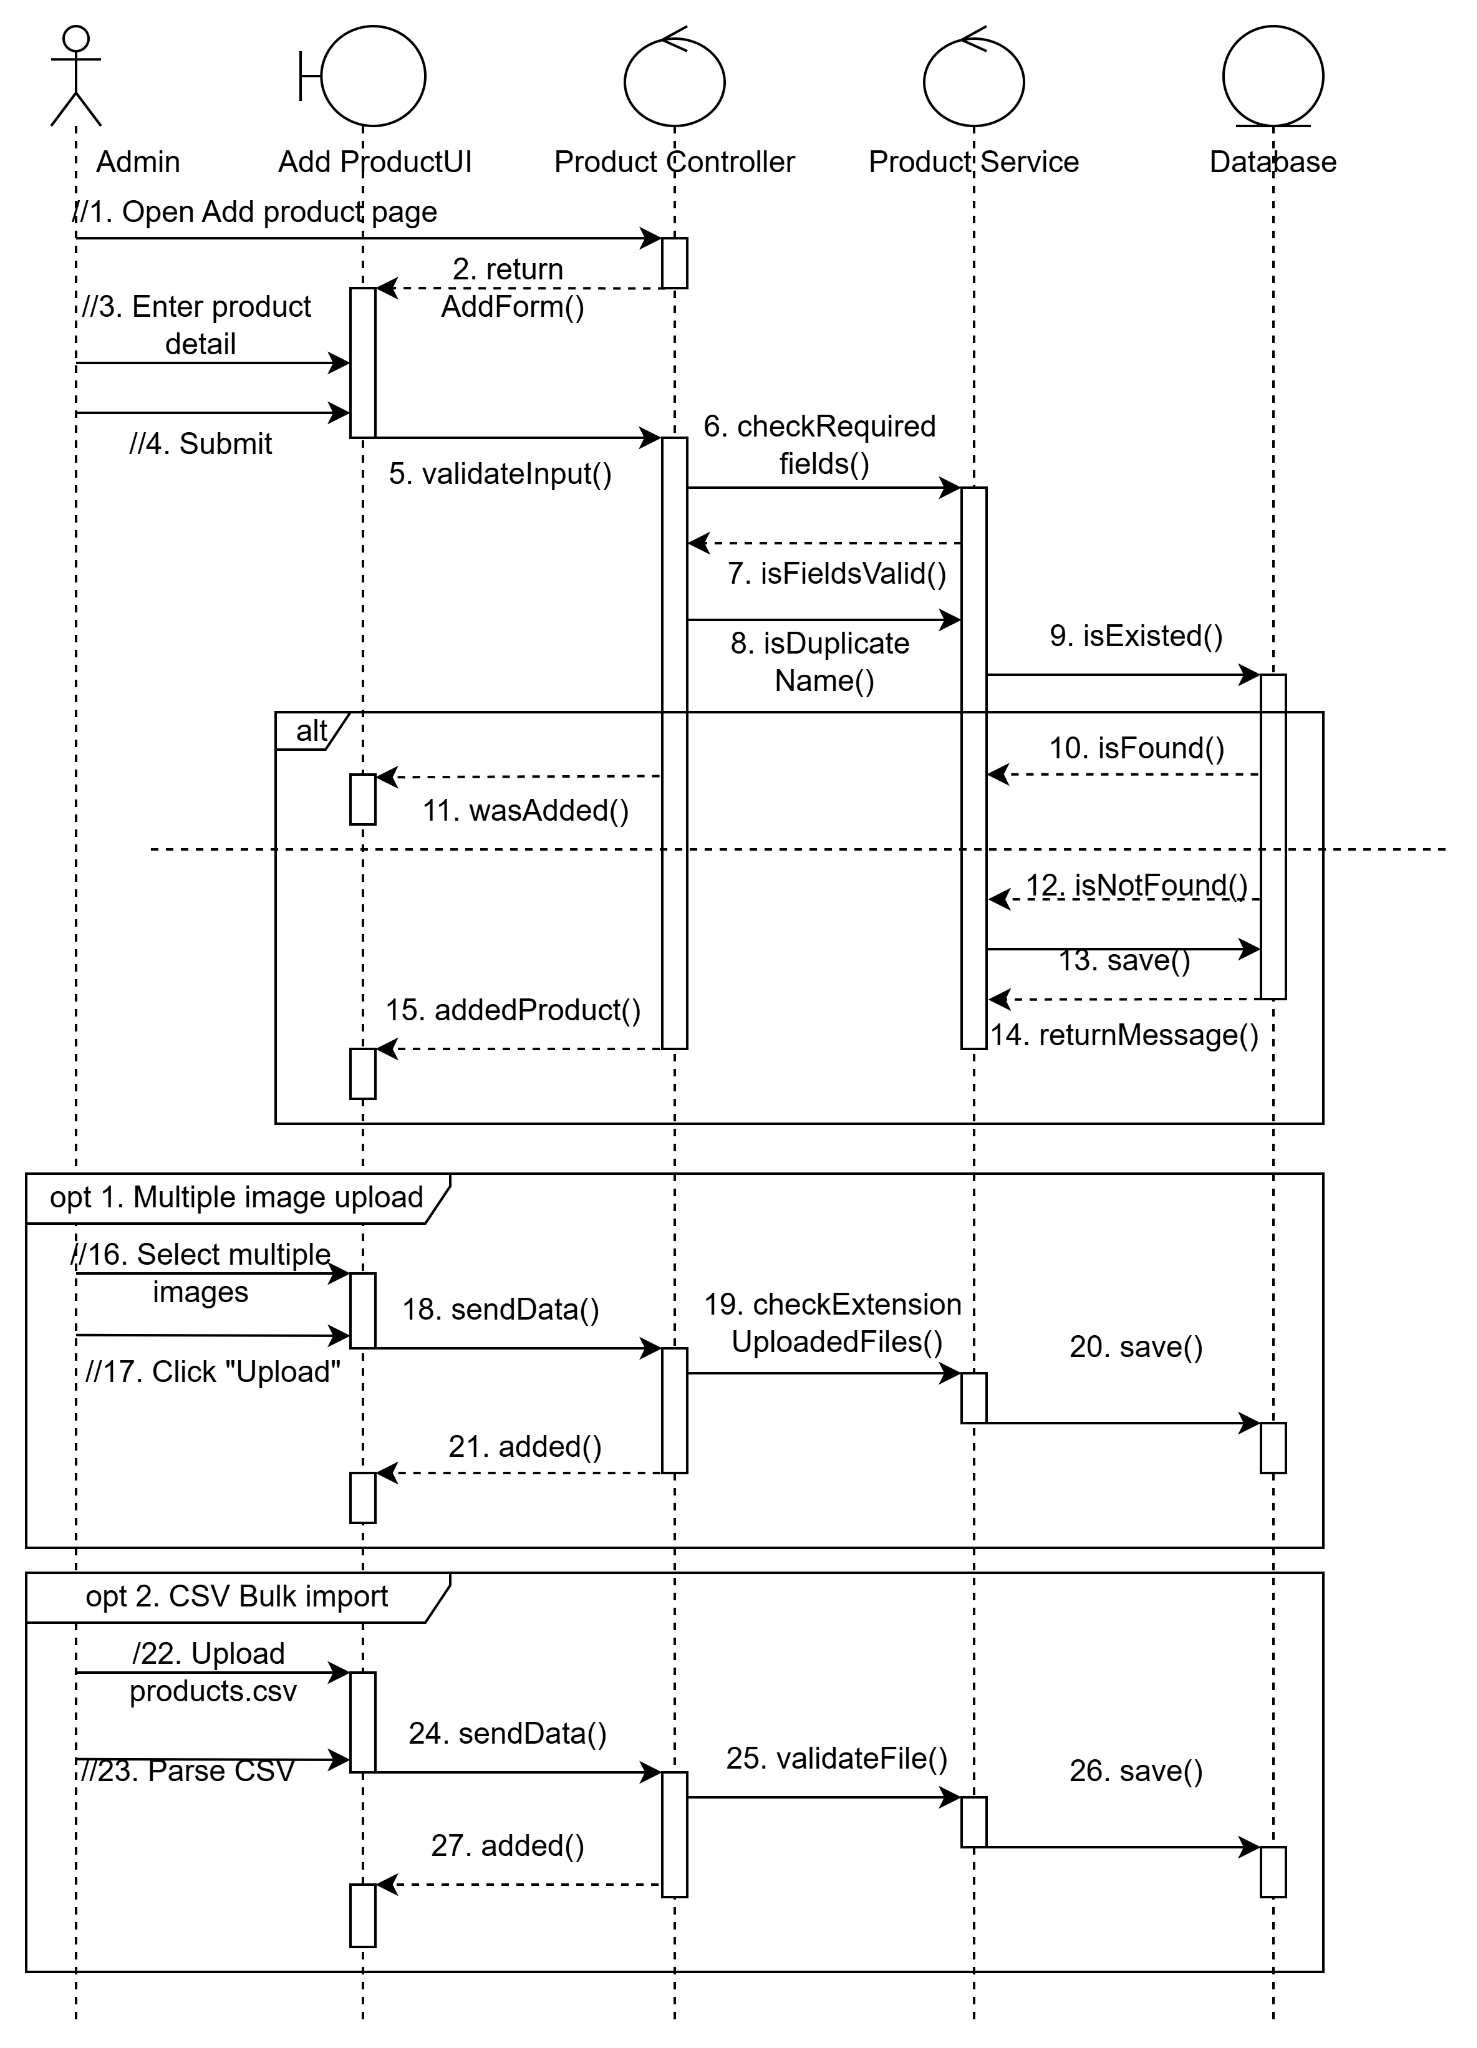 Admin
Add ProductUI
Product Controller
Product Service
Database
//1. Open Add product page
2. return
AddForm()
//3. Enter product
detail
//4. Submit
5. validateInput()
6. checkRequired
fields()
7. isFieldsValid()
8. isDuplicate
Name()
9. isExisted()
alt
10. isFound()
11. wasAdded()
12. isNotFound()
13. save()
14. returnMessage()
15. addedProduct()
opt 1. Multiple image upload
//16. Select multiple
images
//17. Click "Upload"
18. sendData()
19. checkExtension
UploadedFiles()
20. save()
21. added()
opt 2. CSV Bulk import
/22. Upload
products.csv
//23. Parse CSV
24. sendData()
25. validateFile()
26. save()
27. added()